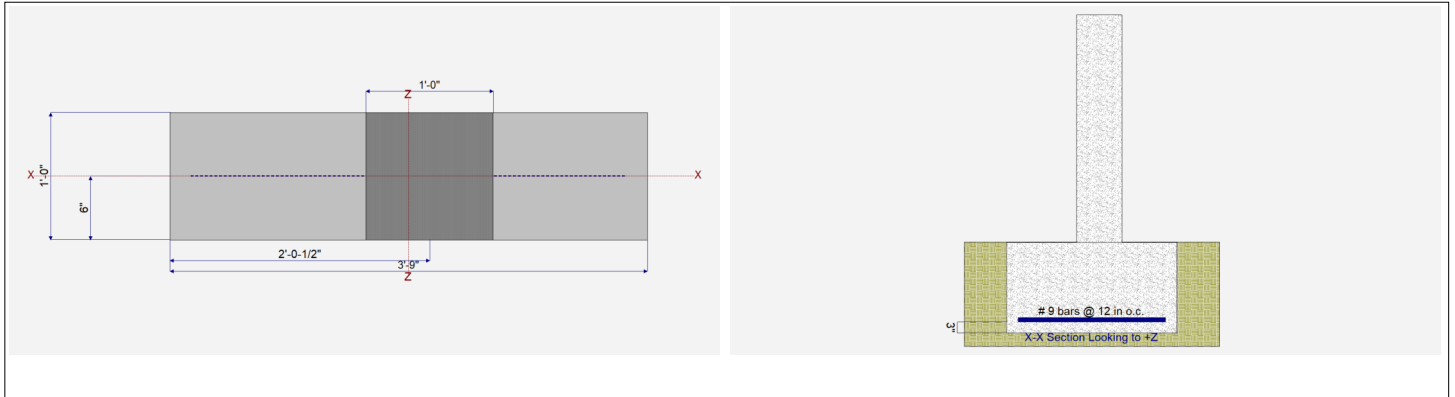 1'-0"
Z
X
X
1'-0"
6"
2'-0-1/2"
3'-9"
Z
# 9 bars @ 12 in o.c.
3"
X-X Section Looking to +Z